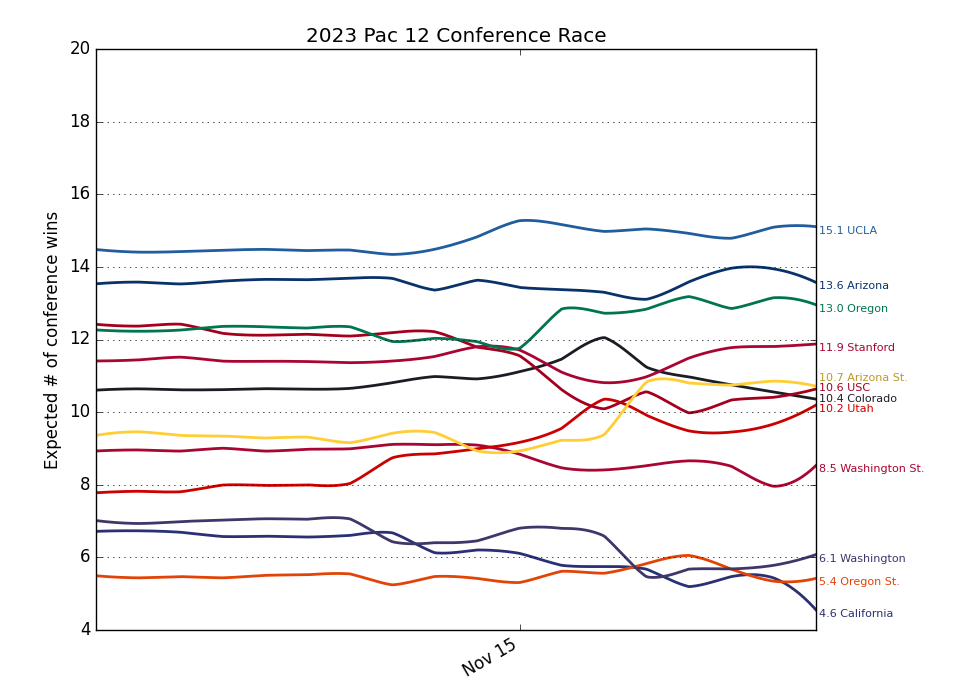 2023 Pac 12 Conference Race
Expected # of conference wins
20
18
16
14
12
10
8
6
4
Nov 15
15.1 UCLA
13.6 Arizona
13.0 Oregon
11.9 Stanford
10.7 Arizona St.
10.6 USC
10.4 Colorado
10.2 Utah
8.5 Washington St.
6.1 Washington
5.4 Oregon St.
4.6 California